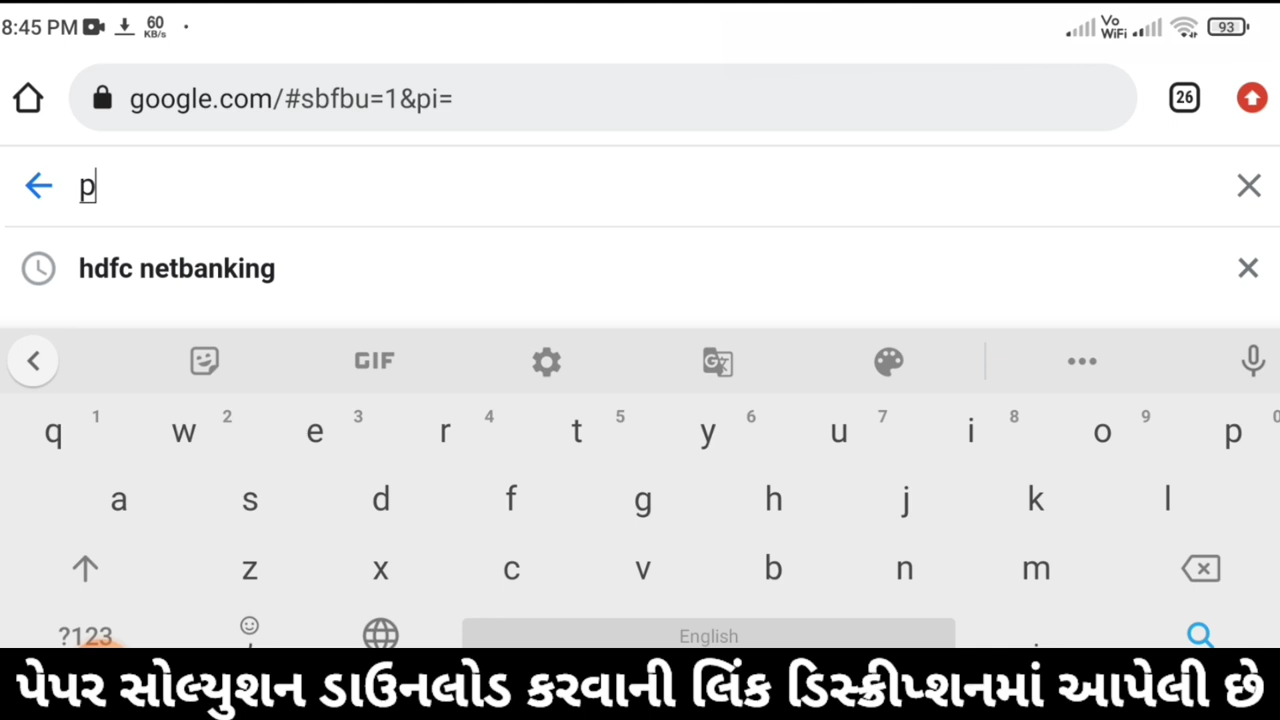 8:45 PM 60 KB/s Vo WiFi 93
google.com/#sbfbu=1&pi= 26
p
hdfc netbanking
GIF
q 1 w 2 e 3 r 4 t 5 y 6 u 7 i 8 o 9 p 0
a s d f g h j k l
z x c v b n m
?123 , English .
પેપર સોલ્યુશન ડાઉનલોડ કરવાની લિંક ડિસ્ક્રીપ્શનમાં આપેલી છે